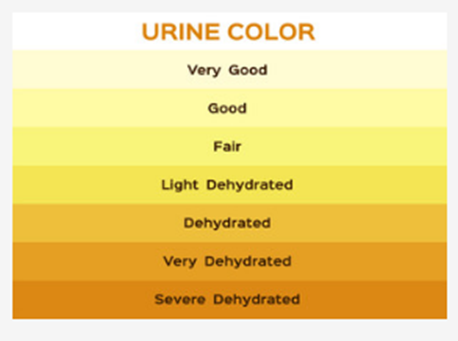 URINE COLOR
Very Good
Good
Fair
Light Dehydrated
Dehydrated
Very Dehydrated
Severe Dehydrated